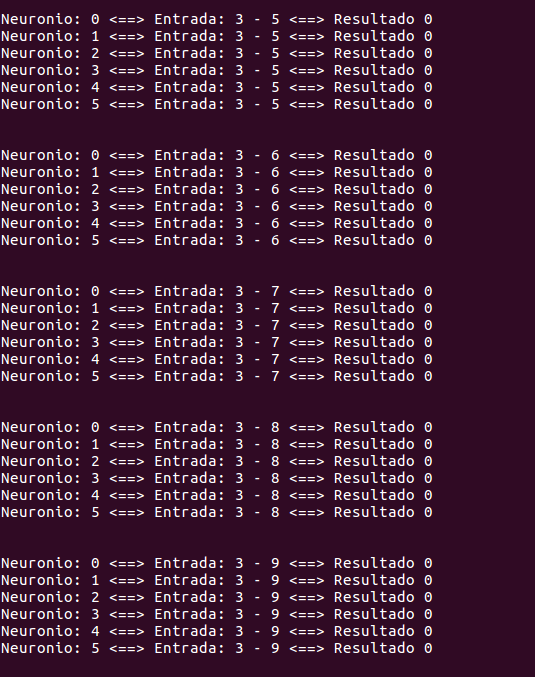 Neuronio: 0 <==> Entrada: 3 - 5 <==> Resultado 0
Neuronio: 1 <==> Entrada: 3 - 5 <==> Resultado 0
Neuronio: 2 <==> Entrada: 3 - 5 <==> Resultado 0
Neuronio: 3 <==> Entrada: 3 - 5 <==> Resultado 0
Neuronio: 4 <==> Entrada: 3 - 5 <==> Resultado 0
Neuronio: 5 <==> Entrada: 3 - 5 <==> Resultado 0
Neuronio: 0 <==> Entrada: 3 - 6 <==> Resultado 0
Neuronio: 1 <==> Entrada: 3 - 6 <==> Resultado 0
Neuronio: 2 <==> Entrada: 3 - 6 <==> Resultado 0
Neuronio: 3 <==> Entrada: 3 - 6 <==> Resultado 0
Neuronio: 4 <==> Entrada: 3 - 6 <==> Resultado 0
Neuronio: 5 <==> Entrada: 3 - 6 <==> Resultado 0
Neuronio: 0 <==> Entrada: 3 - 7 <==> Resultado 0
Neuronio: 1 <==> Entrada: 3 - 7 <==> Resultado 0
Neuronio: 2 <==> Entrada: 3 - 7 <==> Resultado 0
Neuronio: 3 <==> Entrada: 3 - 7 <==> Resultado 0
Neuronio: 4 <==> Entrada: 3 - 7 <==> Resultado 0
Neuronio: 5 <==> Entrada: 3 - 7 <==> Resultado 0
Neuronio: 0 <==> Entrada: 3 - 8 <==> Resultado 0
Neuronio: 1 <==> Entrada: 3 - 8 <==> Resultado 0
Neuronio: 2 <==> Entrada: 3 - 8 <==> Resultado 0
Neuronio: 3 <==> Entrada: 3 - 8 <==> Resultado 0
Neuronio: 4 <==> Entrada: 3 - 8 <==> Resultado 0
Neuronio: 5 <==> Entrada: 3 - 8 <==> Resultado 0
Neuronio: 0 <==> Entrada: 3 - 9 <==> Resultado 0
Neuronio: 1 <==> Entrada: 3 - 9 <==> Resultado 0
Neuronio: 2 <==> Entrada: 3 - 9 <==> Resultado 0
Neuronio: 3 <==> Entrada: 3 - 9 <==> Resultado 0
Neuronio: 4 <==> Entrada: 3 - 9 <==> Resultado 0
Neuronio: 5 <==> Entrada: 3 - 9 <==> Resultado 0